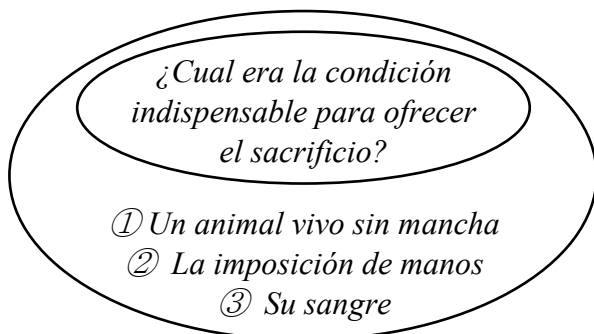 ¿Cual era la condición
indispensable para ofrecer
el sacrificio?
① Un animal vivo sin mancha
② La imposición de manos
③ Su sangre